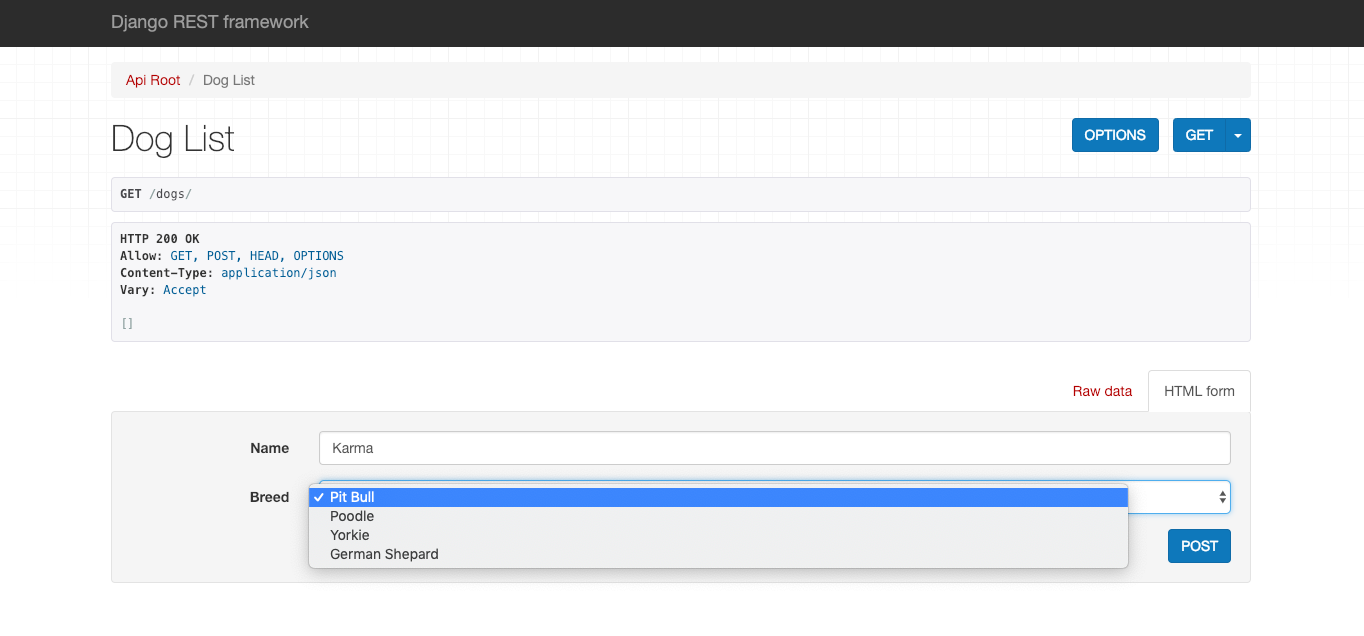 Django REST framework
Api Root / Dog List
Dog List
OPTIONS
GET
GET /dogs/
HTTP 200 OK
Allow: GET, POST, HEAD, OPTIONS
Content-Type: application/json
Vary: Accept
[]
Raw data
HTML form
Name
Karma
Breed
✓ Pit Bull
Poodle
Yorkie
German Shepard
POST